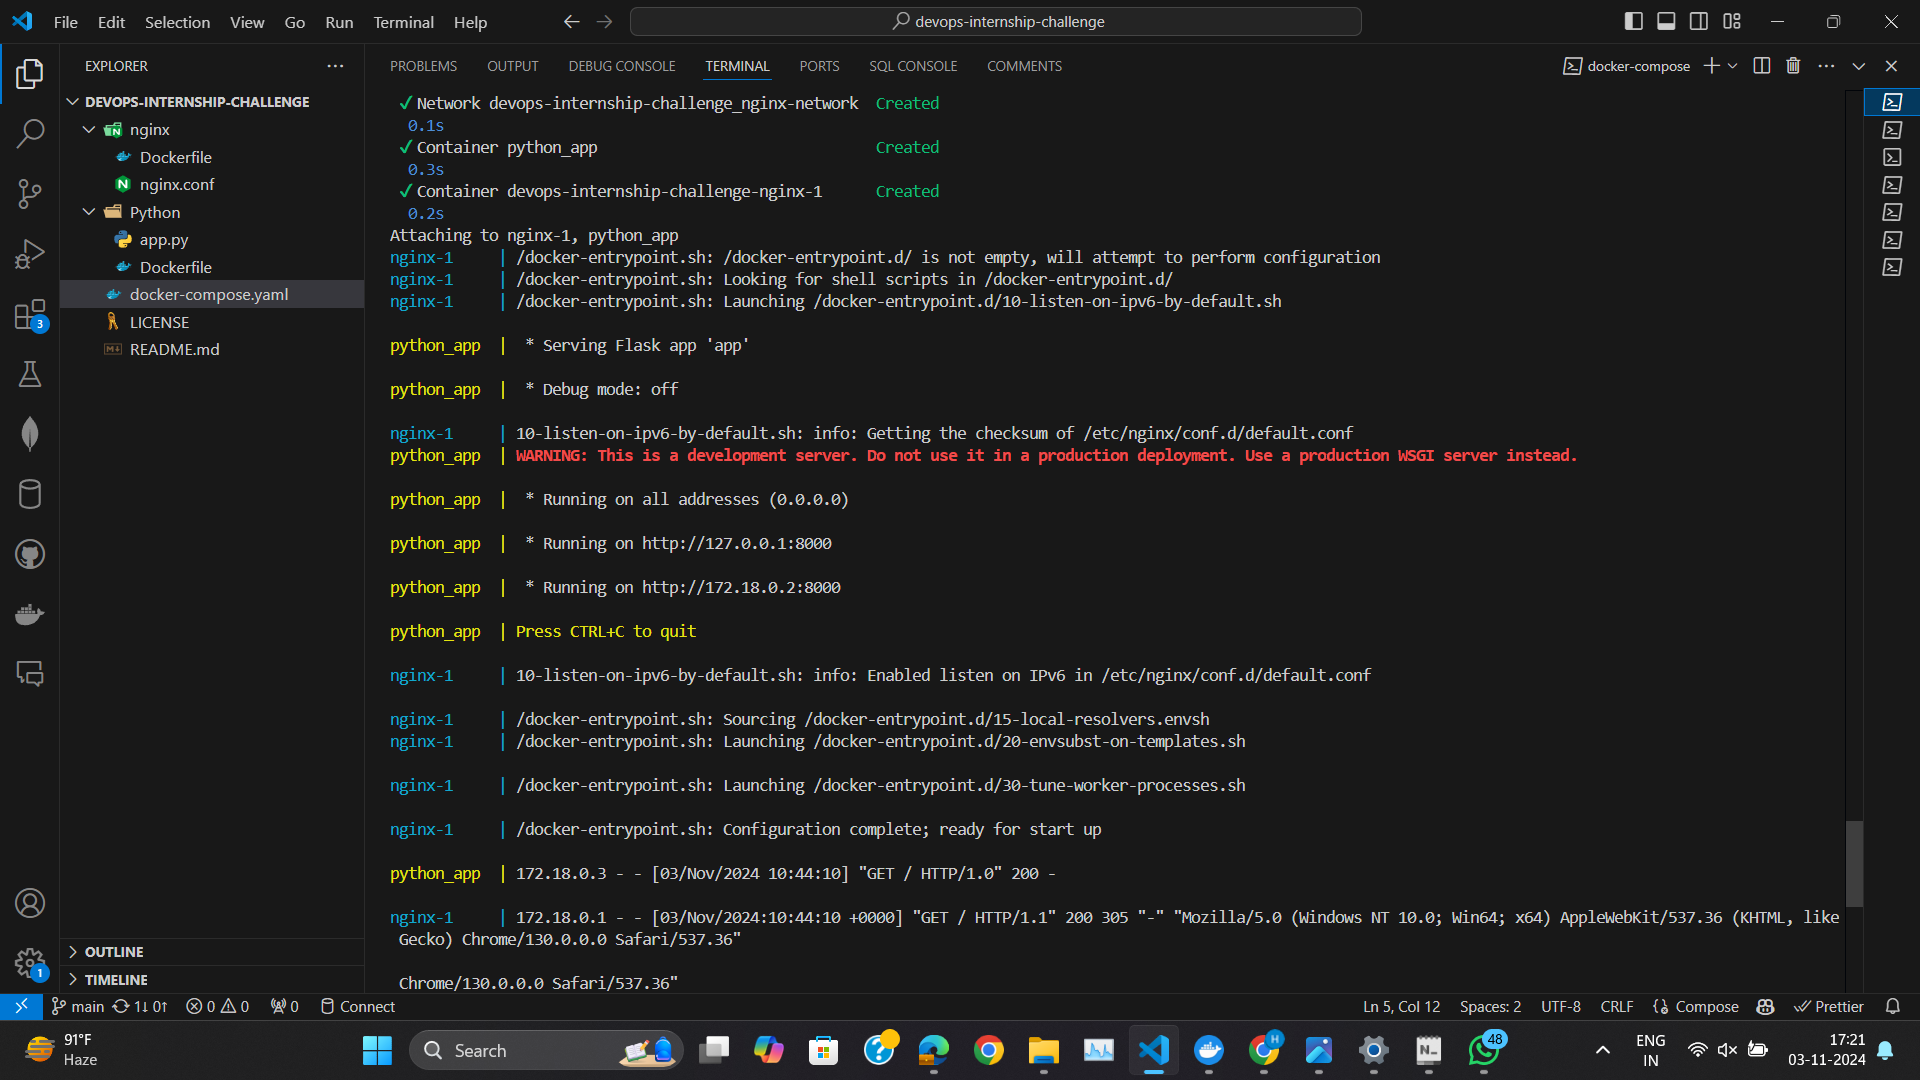 File Edit Selection View Go Run Terminal Help
devops-internship-challenge
EXPLORER
PROBLEMS OUTPUT DEBUG CONSOLE TERMINAL PORTS SQL CONSOLE COMMENTS
docker-compose
DEVOPS-INTERNSHIP-CHALLENGE
nginx
Dockerfile
nginx.conf
Python
app.py
Dockerfile
docker-compose.yaml
LICENSE
README.md
3
OUTLINE
TIMELINE
1
✓ Network devops-internship-challenge_nginx-network Created
0.1s
✓ Container python_app Created
0.3s
✓ Container devops-internship-challenge-nginx-1 Created
0.2s
Attaching to nginx-1, python_app
nginx-1 | /docker-entrypoint.sh: /docker-entrypoint.d/ is not empty, will attempt to perform configuration
nginx-1 | /docker-entrypoint.sh: Looking for shell scripts in /docker-entrypoint.d/
nginx-1 | /docker-entrypoint.sh: Launching /docker-entrypoint.d/10-listen-on-ipv6-by-default.sh
python_app | * Serving Flask app 'app'
python_app | * Debug mode: off
nginx-1 | 10-listen-on-ipv6-by-default.sh: info: Getting the checksum of /etc/nginx/conf.d/default.conf
python_app | WARNING: This is a development server. Do not use it in a production deployment. Use a production WSGI server instead.
python_app | * Running on all addresses (0.0.0.0)
python_app | * Running on http://127.0.0.1:8000
python_app | * Running on http://172.18.0.2:8000
python_app | Press CTRL+C to quit
nginx-1 | 10-listen-on-ipv6-by-default.sh: info: Enabled listen on IPv6 in /etc/nginx/conf.d/default.conf
nginx-1 | /docker-entrypoint.sh: Sourcing /docker-entrypoint.d/15-local-resolvers.envsh
nginx-1 | /docker-entrypoint.sh: Launching /docker-entrypoint.d/20-envsubst-on-templates.sh
nginx-1 | /docker-entrypoint.sh: Launching /docker-entrypoint.d/30-tune-worker-processes.sh
nginx-1 | /docker-entrypoint.sh: Configuration complete; ready for start up
python_app | 172.18.0.3 - - [03/Nov/2024 10:44:10] "GET / HTTP/1.0" 200 -
nginx-1 | 172.18.0.1 - - [03/Nov/2024:10:44:10 +0000] "GET / HTTP/1.1" 200 305 "-" "Mozilla/5.0 (Windows NT 10.0; Win64; x64) AppleWebKit/537.36 (KHTML, like
Gecko) Chrome/130.0.0.0 Safari/537.36"
Chrome/130.0.0.0 Safari/537.36"
main 1↓ 0↑ 0 0 0 Connect
Ln 5, Col 12 Spaces: 2 UTF-8 CRLF {} Compose Prettier
91°F
Haze
Search
H
N
48
ENG
IN
17:21
03-11-2024